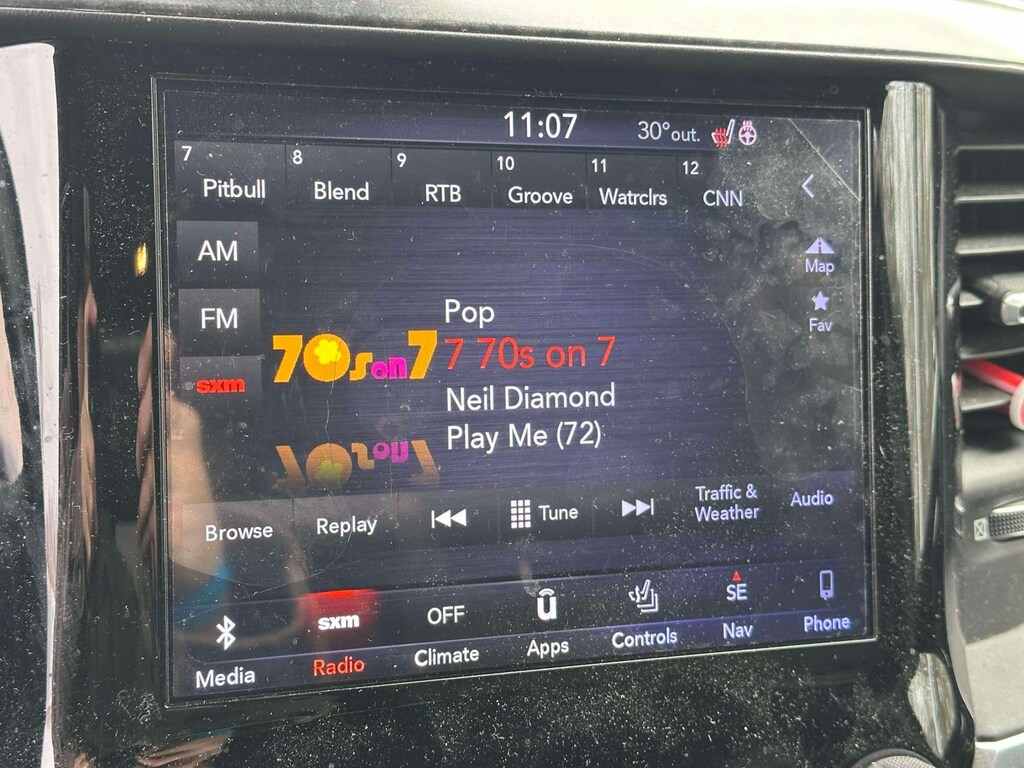 11:07 30° out.
7 8 9 10 11 12
Pitbull Blend RTB Groove Watrclrs CNN
AM
Map
FM
Fav
Pop
70s on 7 7 70s on 7
sxm
Neil Diamond
Play Me (72)
Browse Replay Tune Traffic & Weather Audio
sxm OFF SE
Media Radio Climate Apps Controls Nav Phone